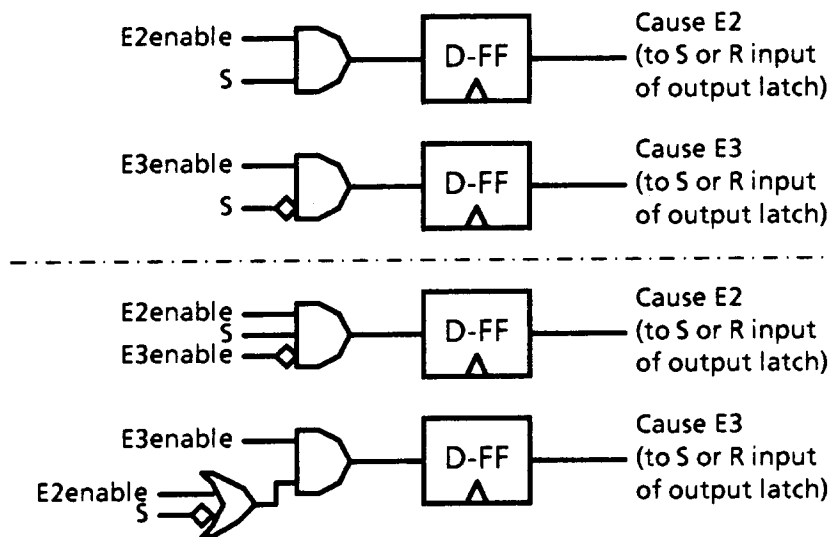 E2enable
S
D-FF
Cause E2
(to S or R input
of output latch)
E3enable
S
D-FF
Cause E3
(to S or R input
of output latch)
E2enable
S
E3enable
D-FF
Cause E2
(to S or R input
of output latch)
E3enable
E2enable
S
D-FF
Cause E3
(to S or R input
of output latch)